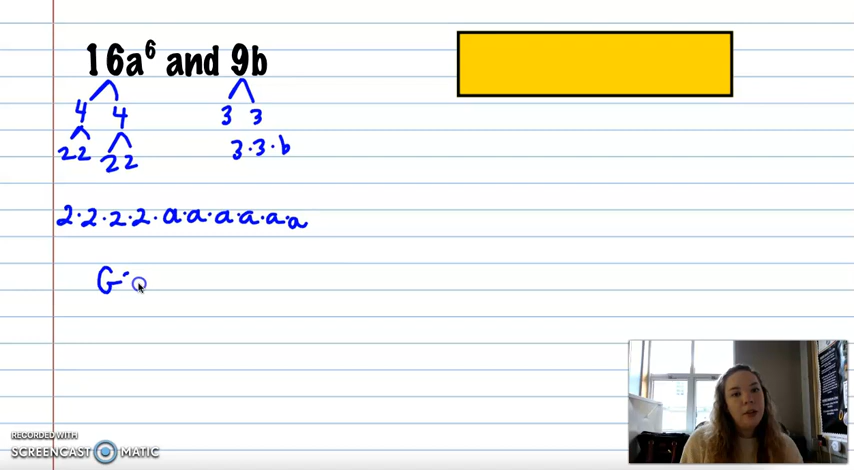 16a⁶ and 9b
4 4 3 3
2 2 2 2 3·3·b
2·2·2·2·a·a·a·a·a·a
G
RECORDED WITH
SCREENCAST MATIC